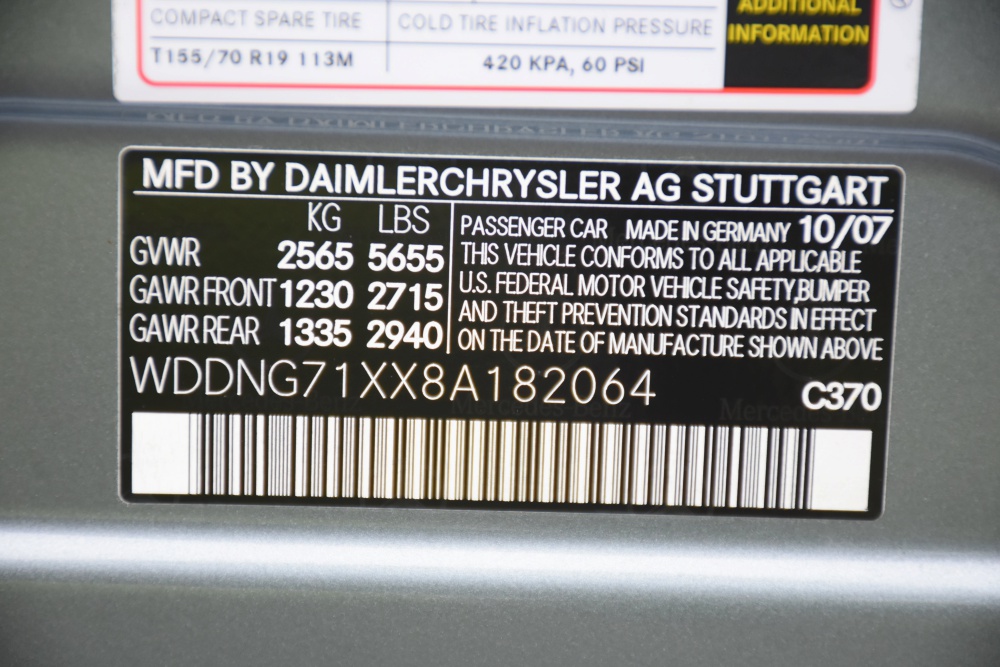 COMPACT SPARE TIRE
COLD TIRE INFLATION PRESSURE
ADDITIONAL
INFORMATION
T155/70 R19 113M
420 KPA, 60 PSI
MFD BY DAIMLERCHRYSLER AG STUTTGART
KG LBS
GVWR 2565 5655
GAWR FRONT 1230 2715
GAWR REAR 1335 2940
PASSENGER CAR MADE IN GERMANY 10/07
THIS VEHICLE CONFORMS TO ALL APPLICABLE
U.S. FEDERAL MOTOR VEHICLE SAFETY,BUMPER
AND THEFT PREVENTION STANDARDS IN EFFECT
ON THE DATE OF MANUFACTURE SHOWN ABOVE
WDDNG71XX8A182064
C370
Mercedes-Benz